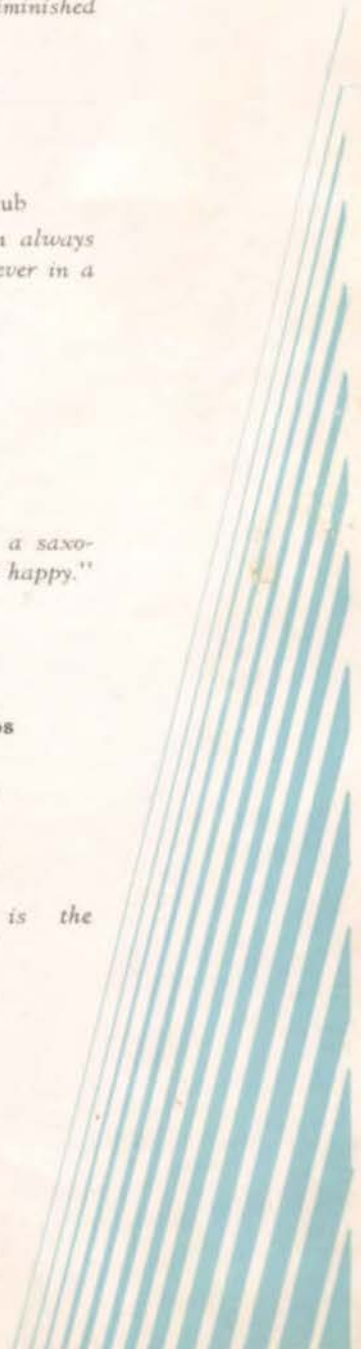 iminished
ub
always
ever in a
a saxo-
happy."
os
is the